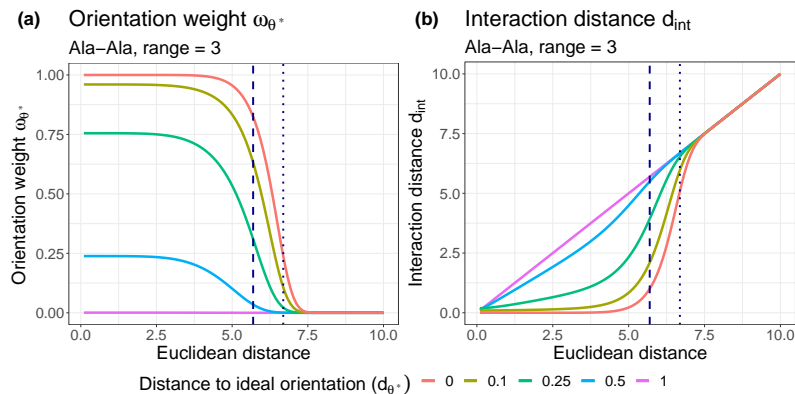 (a) Orientation weight ωθ*
Ala−Ala, range = 3
Orientation weight ωθ*
1.00
0.75
0.50
0.25
0.00
0.0 2.5 5.0 7.5 10.0
Euclidean distance
(b) Interaction distance dint
Ala−Ala, range = 3
Interaction distance dint
10.0
7.5
5.0
2.5
0.0
0.0 2.5 5.0 7.5 10.0
Euclidean distance
Distance to ideal orientation (dθ*) 0 0.1 0.25 0.5 1